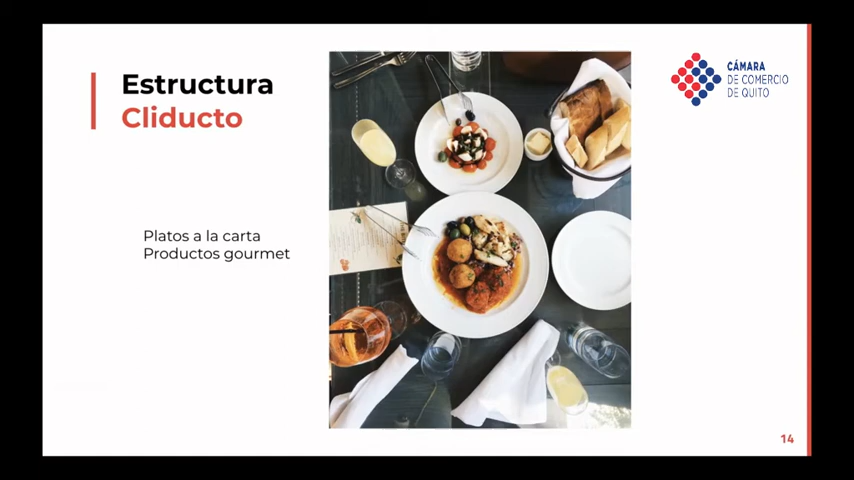 Estructura
Cliducto
CÁMARA
DE COMERCIO
DE QUITO
Platos a la carta
Productos gourmet
14